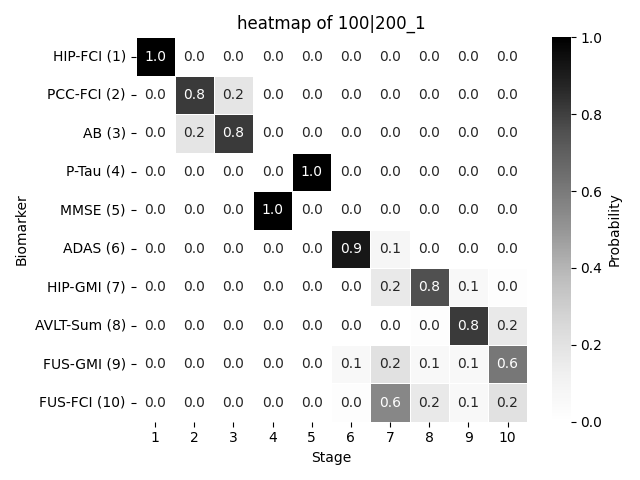 heatmap of 100|200_1
HIP-FCI (1) 1.0 0.0 0.0 0.0 0.0 0.0 0.0 0.0 0.0 0.0
PCC-FCI (2) 0.0 0.8 0.2 0.0 0.0 0.0 0.0 0.0 0.0 0.0
AB (3) 0.0 0.2 0.8 0.0 0.0 0.0 0.0 0.0 0.0 0.0
P-Tau (4) 0.0 0.0 0.0 0.0 1.0 0.0 0.0 0.0 0.0 0.0
MMSE (5) 0.0 0.0 0.0 1.0 0.0 0.0 0.0 0.0 0.0 0.0
ADAS (6) 0.0 0.0 0.0 0.0 0.0 0.9 0.1 0.0 0.0 0.0
HIP-GMI (7) 0.0 0.0 0.0 0.0 0.0 0.0 0.2 0.8 0.1 0.0
AVLT-Sum (8) 0.0 0.0 0.0 0.0 0.0 0.0 0.0 0.0 0.8 0.2
FUS-GMI (9) 0.0 0.0 0.0 0.0 0.0 0.1 0.2 0.1 0.1 0.6
FUS-FCI (10) 0.0 0.0 0.0 0.0 0.0 0.0 0.6 0.2 0.1 0.2
1 2 3 4 5 6 7 8 9 10
Stage
Biomarker
1.0
0.8
0.6
0.4
0.2
0.0
Probability